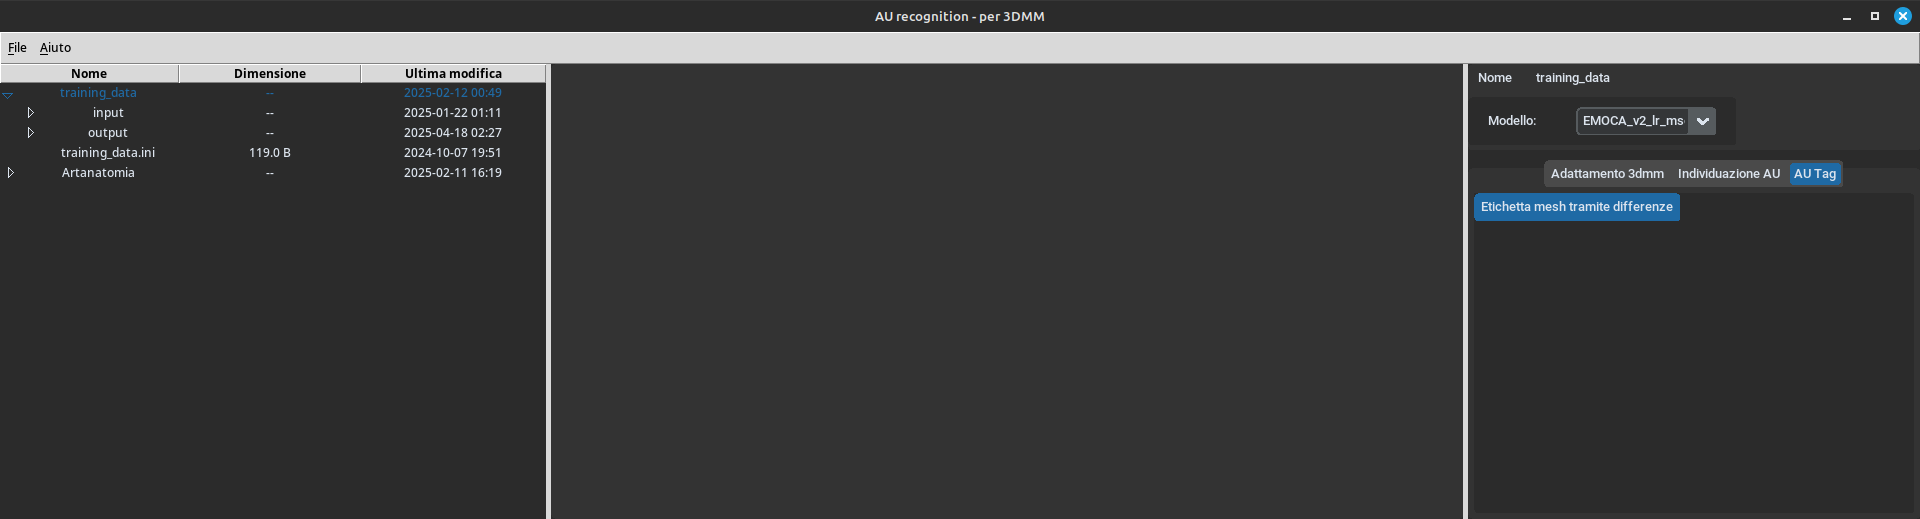 AU recognition - per 3DMM
File Aiuto
Nome Dimensione Ultima modifica
training_data -- 2025-02-12 00:49
input -- 2025-01-22 01:11
output -- 2025-04-18 02:27
training_data.ini 119.0 B 2024-10-07 19:51
Artanatomia -- 2025-02-11 16:19
Nome training_data
Modello: EMOCA_v2_lr_ms
Adattamento 3dmm Individuazione AU AU Tag
Etichetta mesh tramite differenze